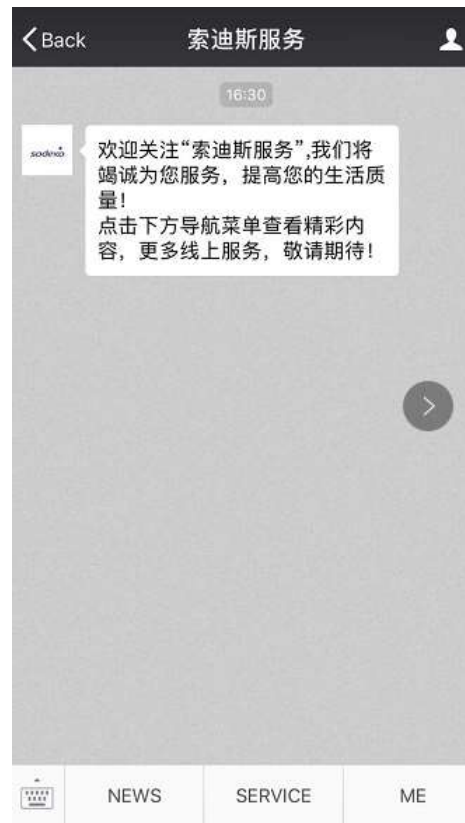 Back
索迪斯服务
16:30
sodexo
欢迎关注“索迪斯服务”,我们将
竭诚为您服务，提高您的生活质
量！
点击下方导航菜单查看精彩内
容，更多线上服务，敬请期待！
NEWS
SERVICE
ME